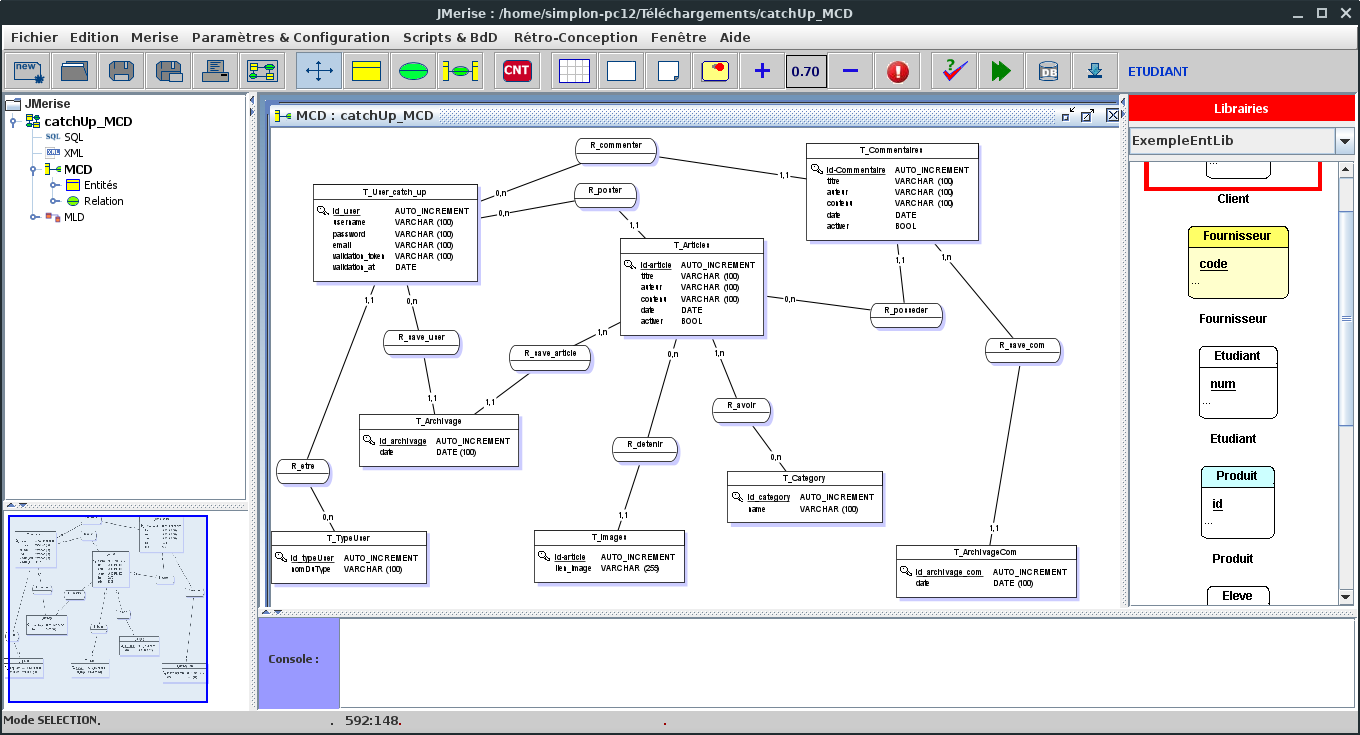 JMerise : /home/simplon-pc12/Téléchargements/catchUp_MCD
Fichier Edition Merise Paramètres & Configuration Scripts & BdD Rétro-Conception Fenêtre Aide
new CNT 0.70 DB ETUDIANT
JMerise
catchUp_MCD
SQL SQL
XML XML
MCD
Entités
Relation
MLD
MCD : catchUp_MCD
R_commenter
0,n
1,1
R_poster
0,n
1,1
T_User_catch_up
id_user AUTO_INCREMENT
username VARCHAR (100)
password VARCHAR (100)
email VARCHAR (100)
validation_token VARCHAR (100)
validation_at DATE
T_Commentaires
id-Commentaire AUTO_INCREMENT
titre VARCHAR (100)
auteur VARCHAR (100)
contenu VARCHAR (100)
date DATE
activer BOOL
T_Articles
id-article AUTO_INCREMENT
titre VARCHAR (100)
auteur VARCHAR (100)
contenu VARCHAR (100)
date DATE
activer BOOL
1,1
0,n
1,1
1,n
0,n
R_posseder
R_save_user
R_save_article
1,n
R_save_com
0,n
1,n
1,1
1,1
R_avoir
T_Archivage
id_archivage AUTO_INCREMENT
date DATE (100)
R_detenir
R_etre
0,n
T_Category
id_category AUTO_INCREMENT
name VARCHAR (100)
0,n
1,1
1,1
T_TypeUser
id_typeUser AUTO_INCREMENT
nomDuType VARCHAR (100)
T_Images
id-article AUTO_INCREMENT
lien_image VARCHAR (255)
T_ArchivageCom
id_archivage_com AUTO_INCREMENT
date DATE (100)
Librairies
ExempleEntLib
...
Client
Fournisseur
code
...
Fournisseur
Etudiant
num
...
Etudiant
Produit
id
...
Produit
Eleve
Console :
Mode SELECTION. . 592:148. .